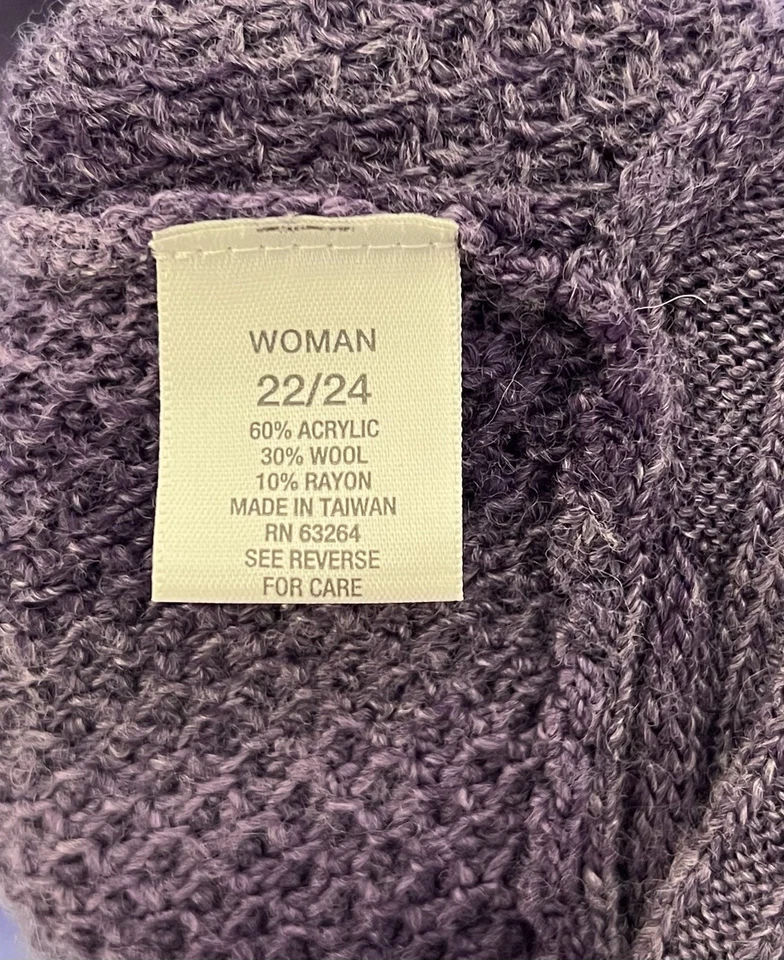 WOMAN
22/24
60% ACRYLIC
30% WOOL
10% RAYON
MADE IN TAIWAN
RN 63264
SEE REVERSE
FOR CARE